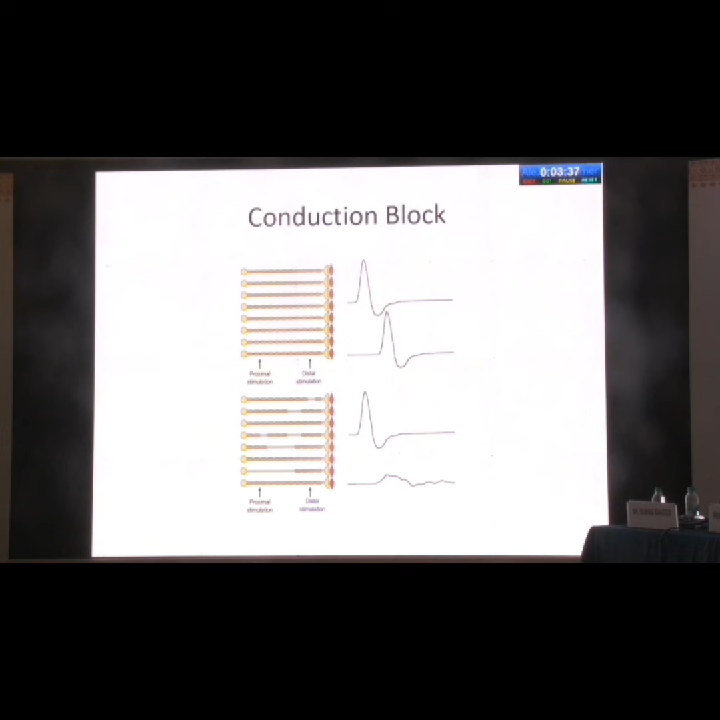 0:03:37
Conduction Block
Proximal
stimulation
Distal
stimulation
Proximal
stimulation
Distal
stimulation